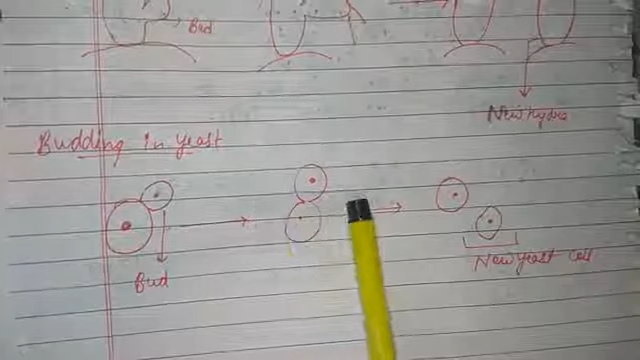 Bud
New hydra
Budding in yeast
Bud
New yeast cell